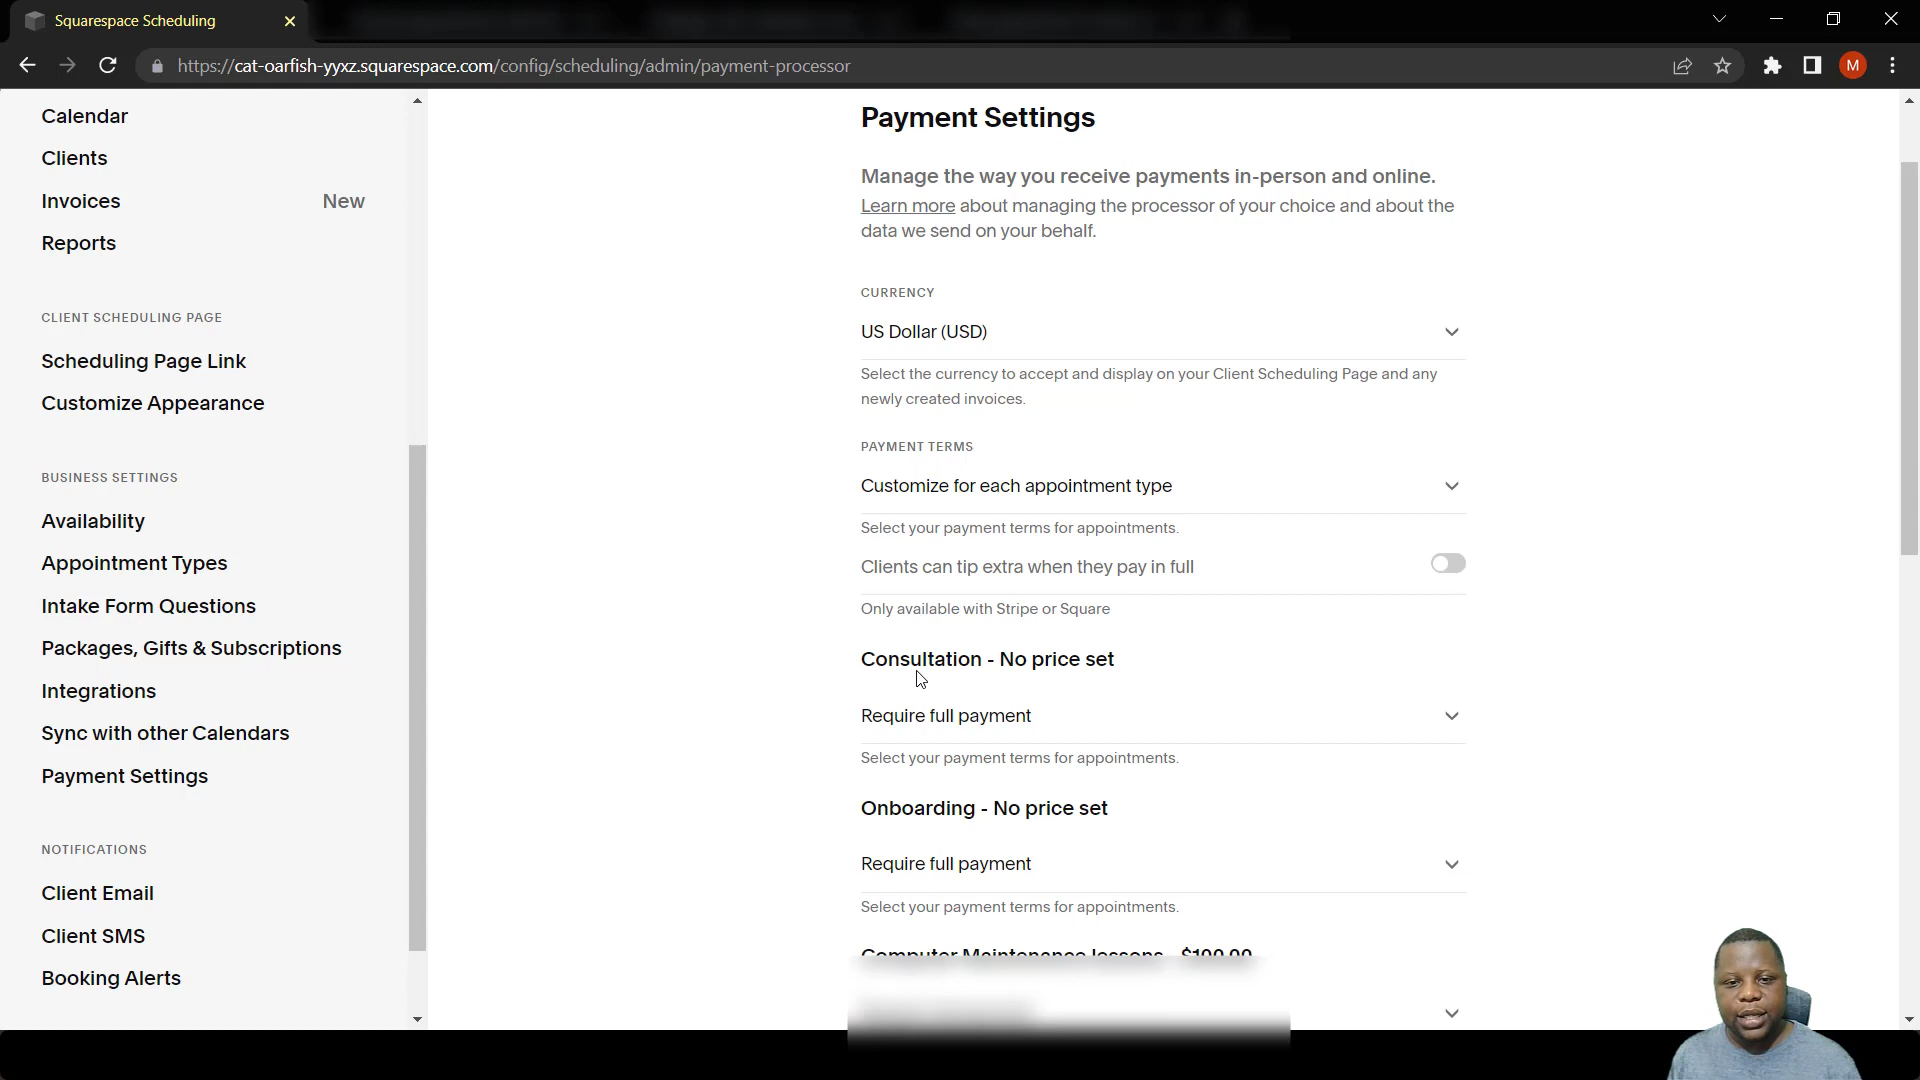 Squarespace Scheduling
https://cat-oarfish-yyxz.squarespace.com/config/scheduling/admin/payment-processor
M
Calendar
Clients
Invoices New
Reports
CLIENT SCHEDULING PAGE
Scheduling Page Link
Customize Appearance
BUSINESS SETTINGS
Availability
Appointment Types
Intake Form Questions
Packages, Gifts & Subscriptions
Integrations
Sync with other Calendars
Payment Settings
NOTIFICATIONS
Client Email
Client SMS
Booking Alerts
Payment Settings
Manage the way you receive payments in-person and online.
Learn more about managing the processor of your choice and about the
data we send on your behalf.
CURRENCY
US Dollar (USD)
Select the currency to accept and display on your Client Scheduling Page and any
newly created invoices.
PAYMENT TERMS
Customize for each appointment type
Select your payment terms for appointments.
Clients can tip extra when they pay in full
Only available with Stripe or Square
Consultation - No price set
Require full payment
Select your payment terms for appointments.
Onboarding - No price set
Require full payment
Select your payment terms for appointments.
Computer Maintenance lessons - $100.00